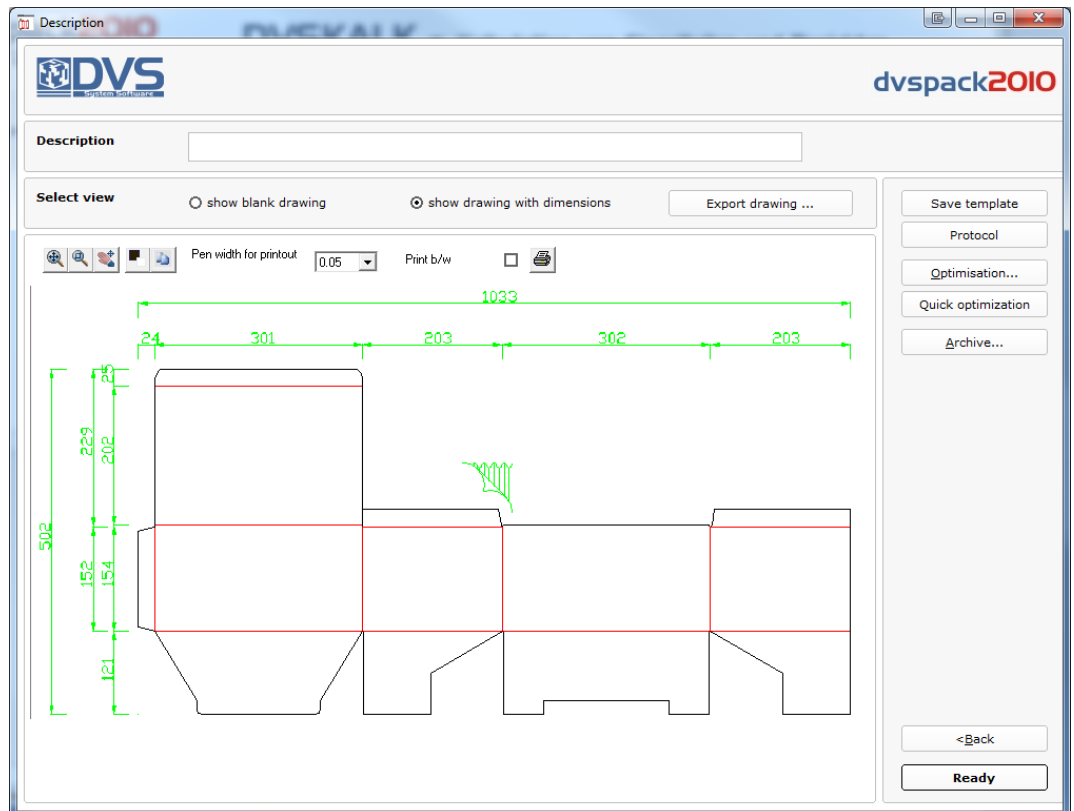 Description
DVS
System Software
dvspack2010
Description
Select view
show blank drawing
show drawing with dimensions
Export drawing ...
Save template
Protocol
Pen width for printout
0.05
Print b/w
Optimisation...
Quick optimization
Archive...
1033
24
301
203
302
203
25
229
202
502
152
154
121
<Back
Ready